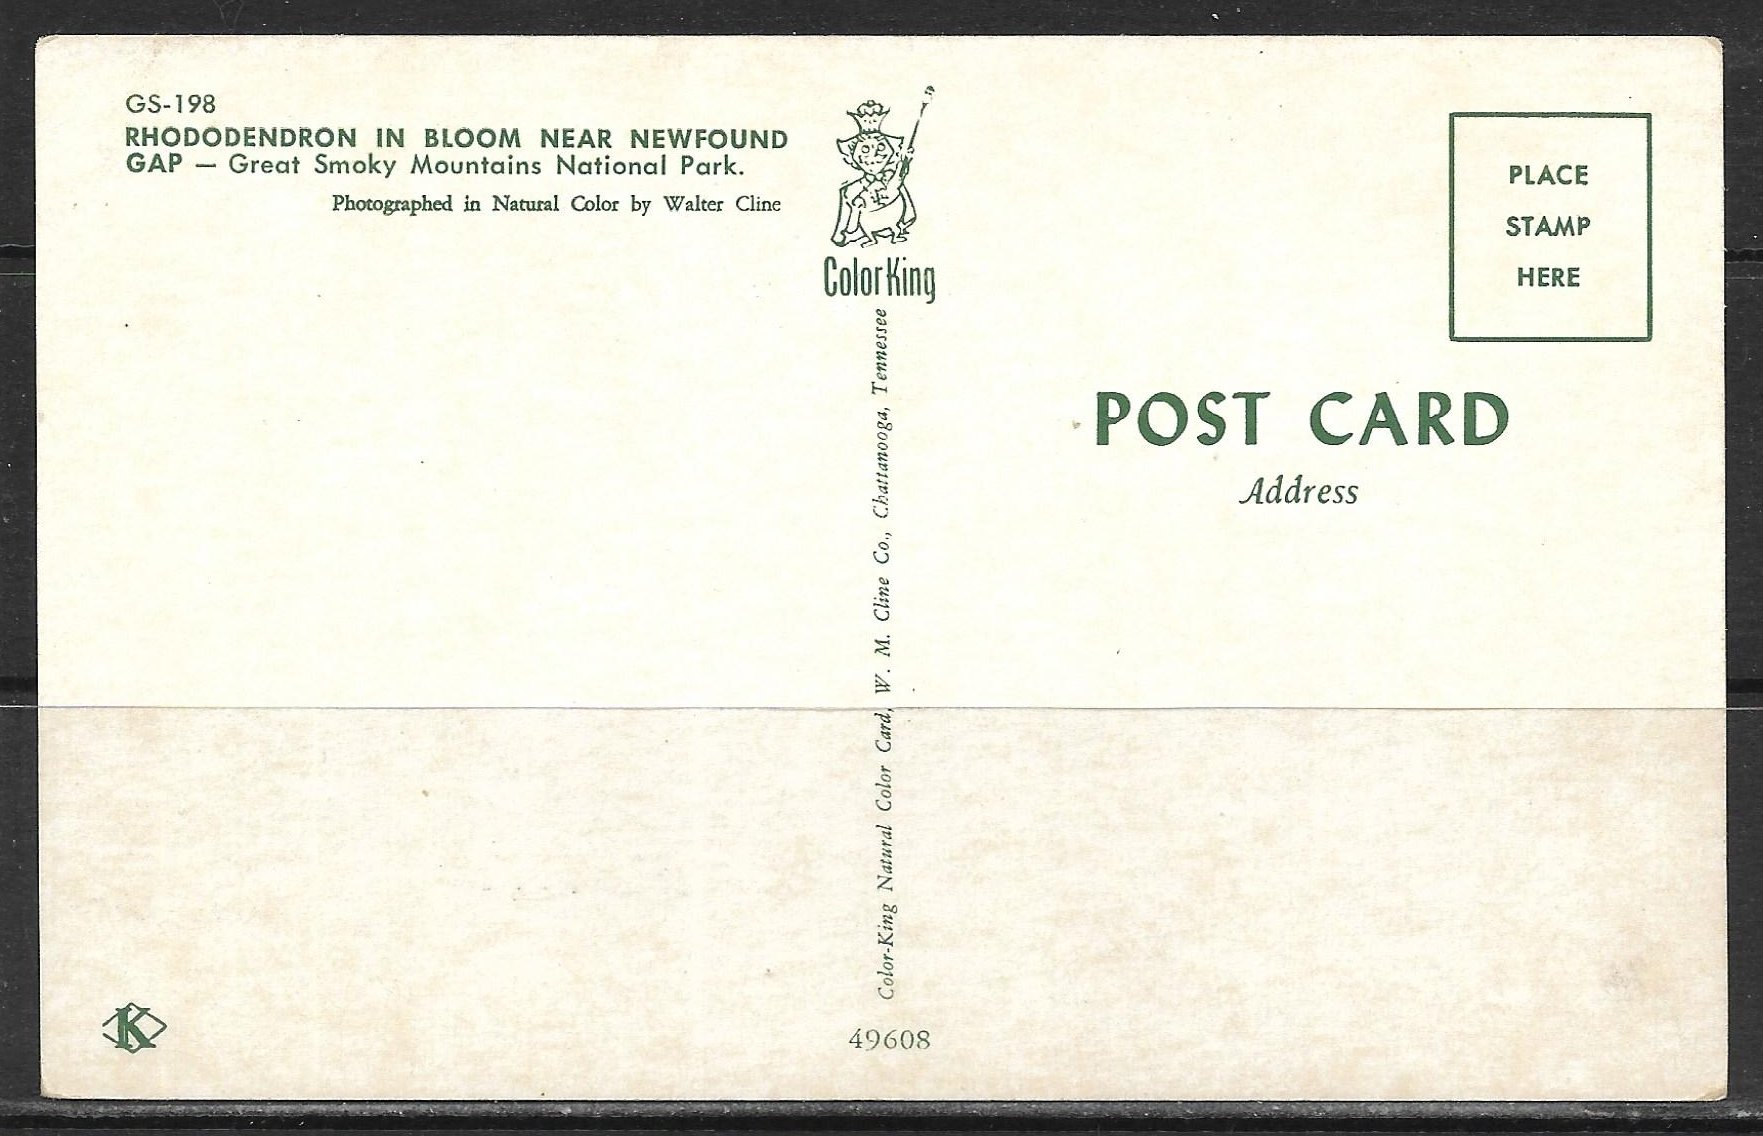 GS-198
RHODODENDRON IN BLOOM NEAR NEWFOUND
GAP — Great Smoky Mountains National Park.
Photographed in Natural Color by Walter Cline
ColorKing
Color-King Natural Color Card, W. M. Cline Co., Chattanooga, Tennessee
PLACE
STAMP
HERE
POST CARD
Address
K
49608